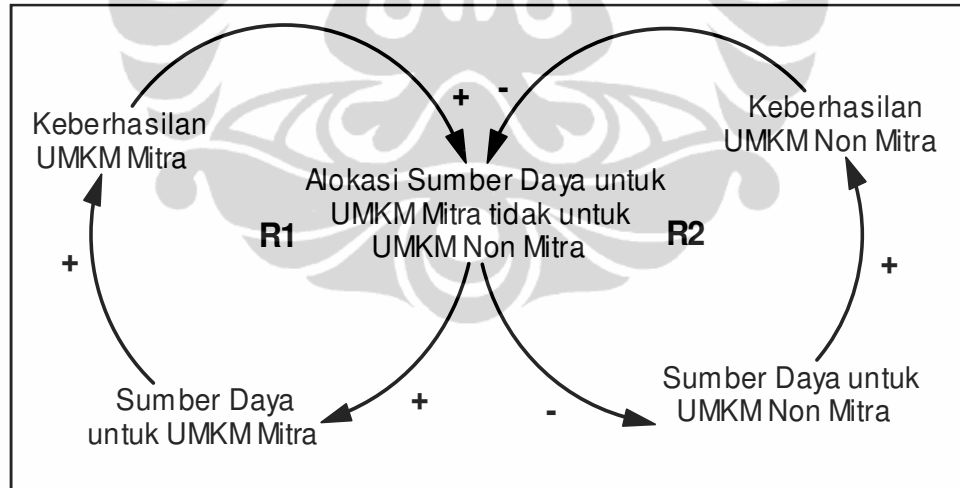 + -
Keberhasilan
UMKM Mitra
Keberhasilan
UMKM Non Mitra
Alokasi Sumber Daya untuk
UMKM Mitra tidak untuk
UMKM Non Mitra
R1
R2
+
+
Sumber Daya
untuk UMKM Mitra
+
-
Sumber Daya untuk
UMKM Non Mitra